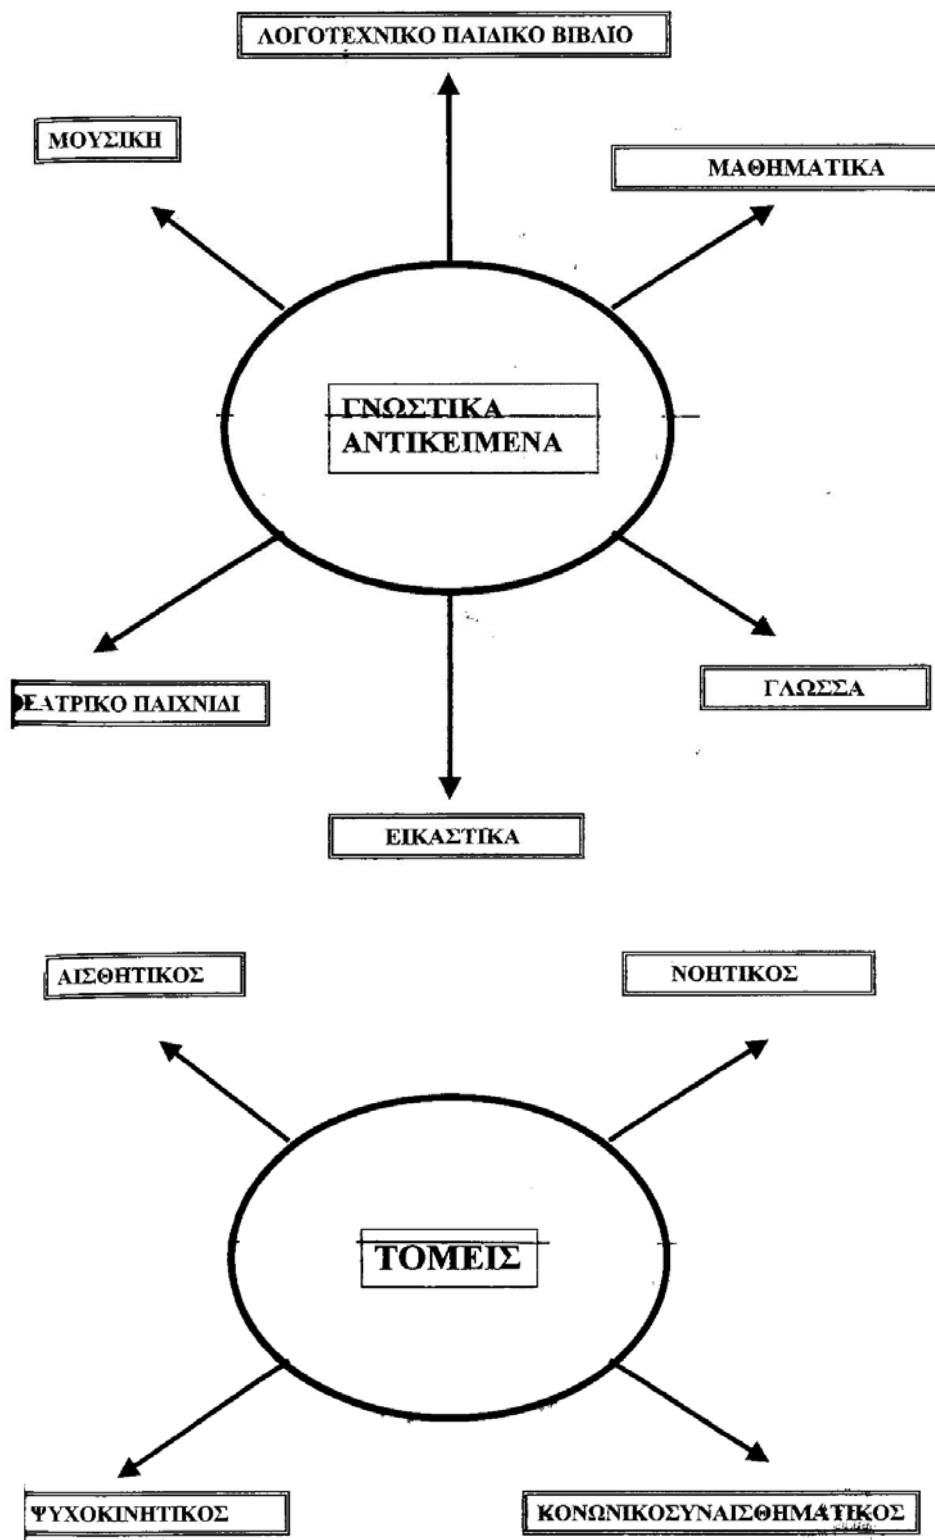 ΛΟΓΟΤΕΧΝΙΚΟ ΠΑΙΔΙΚΟ ΒΙΒΛΙΟ
ΜΟΥΣΙΚΗ
ΜΑΘΗΜΑΤΙΚΑ
ΓΝΩΣΤΙΚΑ
ΑΝΤΙΚΕΙΜΕΝΑ
ΕΑΤΡΙΚΟ ΠΑΙΧΝΙΔΙ
ΓΛΩΣΣΑ
ΕΙΚΑΣΤΙΚΑ
ΑΙΣΘΗΤΙΚΟΣ
ΝΟΗΤΙΚΟΣ
ΤΟΜΕΙΣ
ΨΥΧΟΚΙΝΗΤΙΚΟΣ
ΚΟΝΩΝΙΚΟΣΥΝΑΙΣΘΗΜΑΤΙΚΟΣ